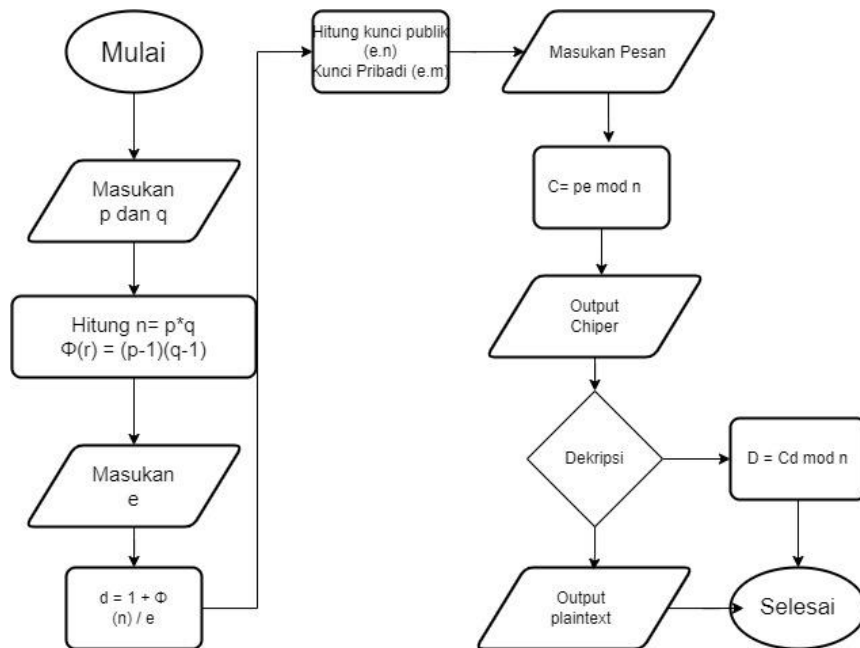 Mulai
Masukan
p dan q
Hitung n= p*q
Φ(r) = (p-1)(q-1)
Masukan
e
d = 1 + Φ
(n) / e
Hitung kunci publik
(e.n)
Kunci Pribadi (e.m)
Masukan Pesan
C= pe mod n
Output
Chiper
Dekripsi
D = Cd mod n
Output
plaintext
Selesai